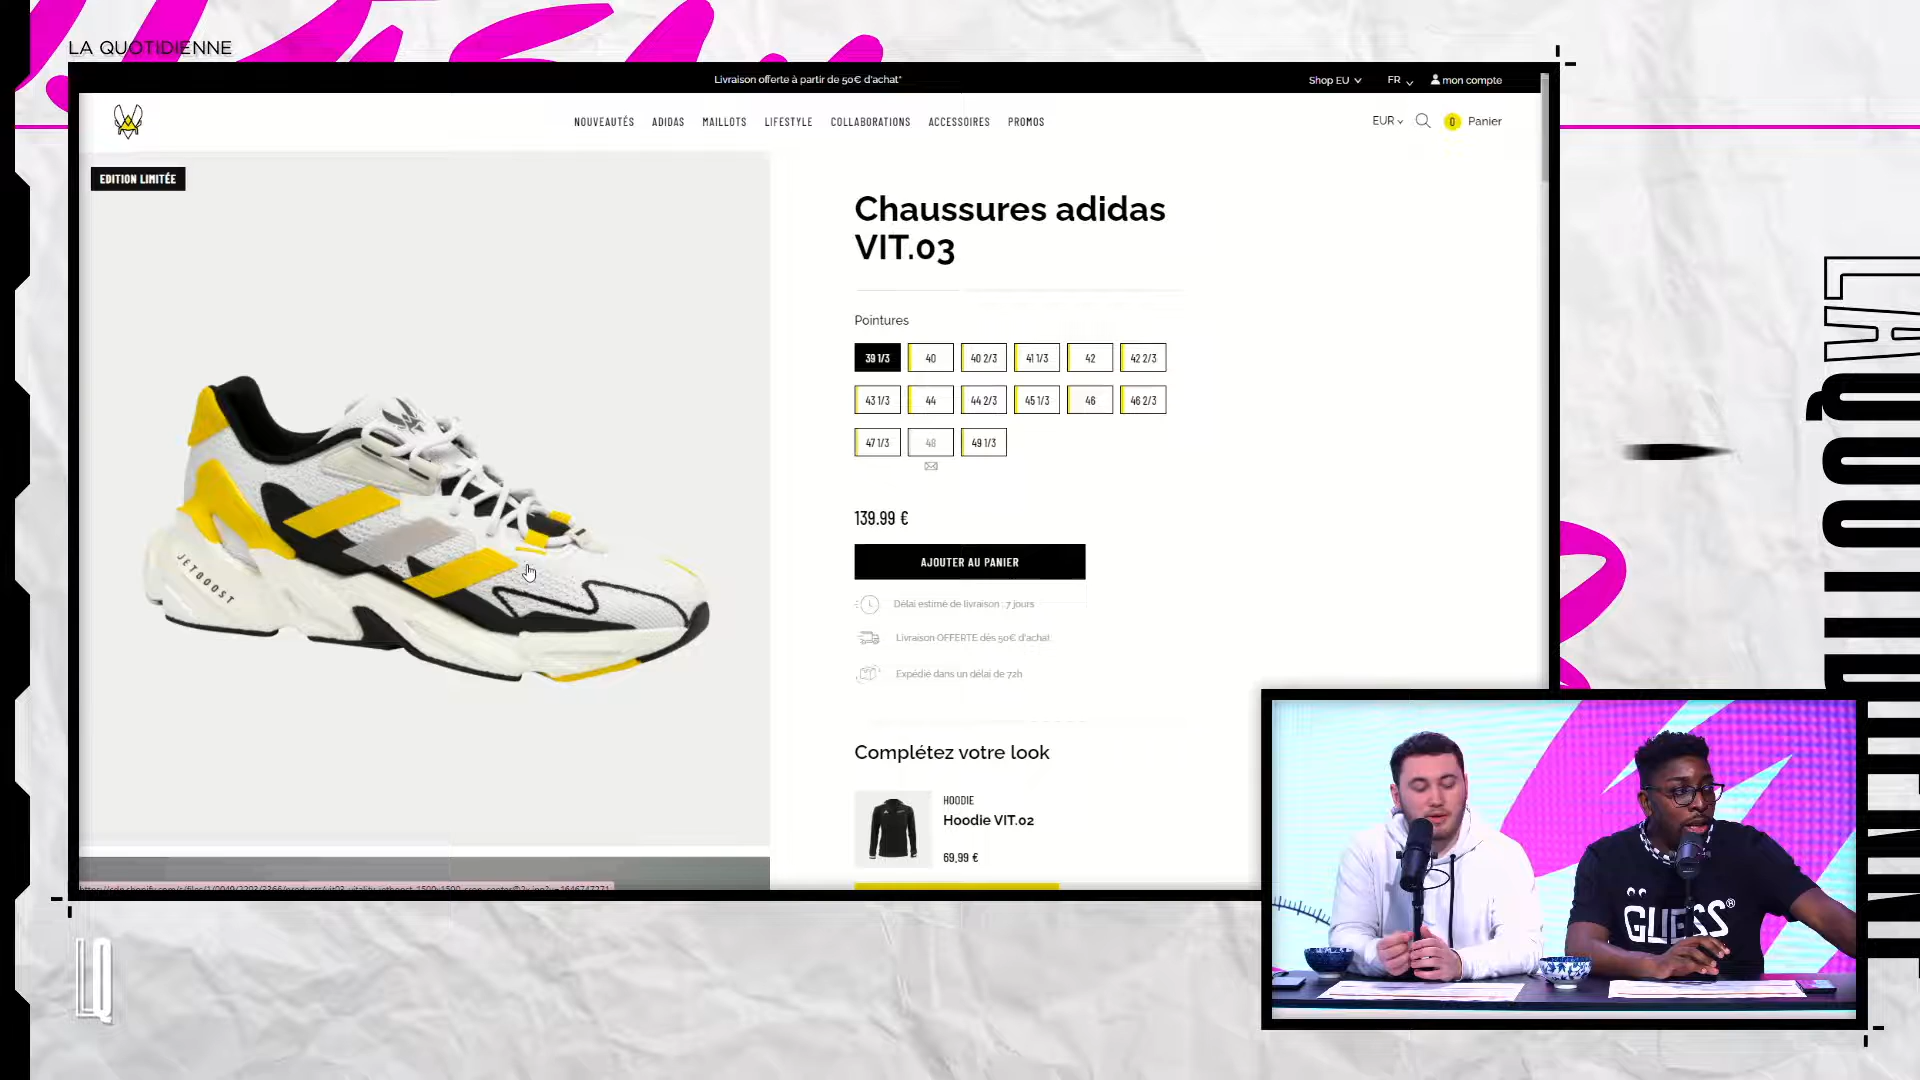 LA QUOTIDIENNE
Livraison offerte à partir de 50€ d'achat*
Shop EU
FR
mon compte
NOUVEAUTÉS ADIDAS MAILLOTS LIFESTYLE COLLABORATIONS ACCESSOIRES PROMOS
EUR
0 Panier
EDITION LIMITÉE
Chaussures adidas
VIT.03
Pointures
39 1/3 40 40 2/3 41 1/3 42 42 2/3
43 1/3 44 44 2/3 45 1/3 46 46 2/3
47 1/3 48 49 1/3
139.99 €
AJOUTER AU PANIER
Délai estimé de livraison : 7 jours
Livraison OFFERTE dès 50€ d'achat
Expédié dans un délai de 72h
Complétez votre look
HOODIE
Hoodie VIT.02
69,99 €
JETBOOST
GUESS®
LQ